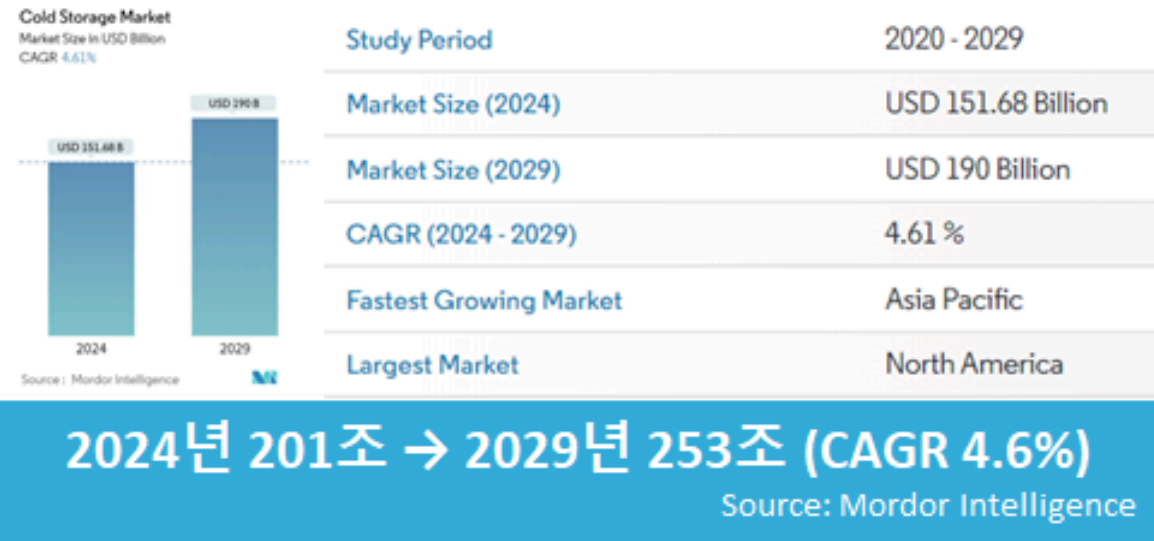 Cold Storage Market
Market Size in USD Billion
CAGR 4.61%
USD 151.68 B
USD 190 B
2024
2029
Source : Mordor Intelligence
Study Period 2020 - 2029
Market Size (2024) USD 151.68 Billion
Market Size (2029) USD 190 Billion
CAGR (2024 - 2029) 4.61 %
Fastest Growing Market Asia Pacific
Largest Market North America
2024년 201조 → 2029년 253조 (CAGR 4.6%)
Source: Mordor Intelligence